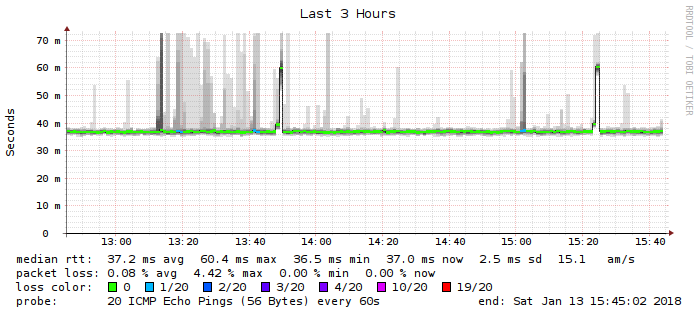 Last 3 Hours
RRDTOOL / TOBI OETIKER
Seconds
70 m
60 m
50 m
40 m
30 m
20 m
10 m
0
13:00 13:20 13:40 14:00 14:20 14:40 15:00 15:20 15:40
median rtt: 37.2 ms avg 60.4 ms max 36.5 ms min 37.0 ms now 2.5 ms sd 15.1 am/s
packet loss: 0.08 % avg 4.42 % max 0.00 % min 0.00 % now
loss color: 0 1/20 2/20 3/20 4/20 10/20 19/20
probe: 20 ICMP Echo Pings (56 Bytes) every 60s end: Sat Jan 13 15:45:02 2018